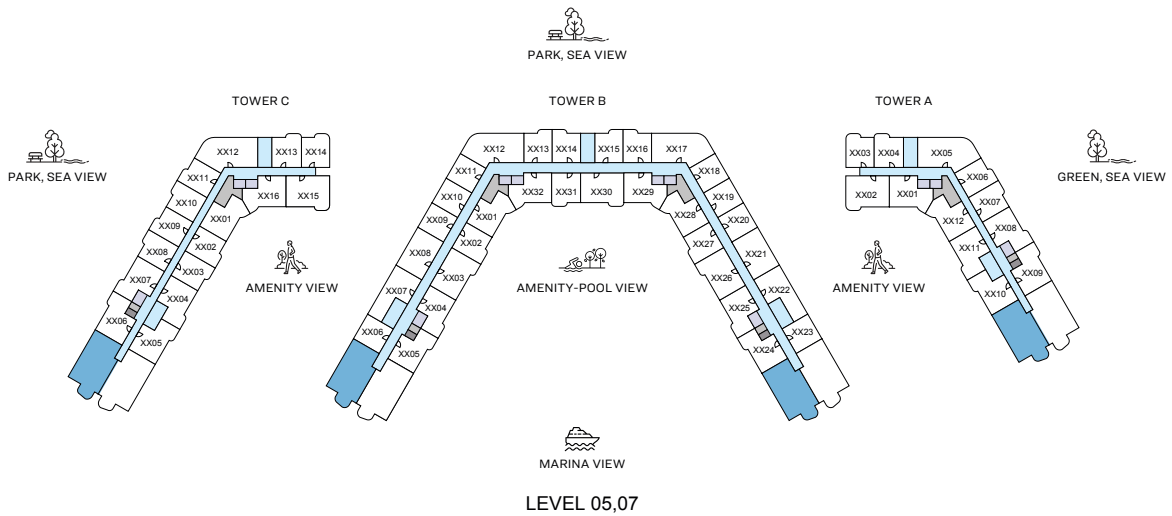 PARK, SEA VIEW
TOWER C
TOWER B
TOWER A
PARK, SEA VIEW
GREEN, SEA VIEW
XX12
XX13
XX14
XX11
XX10
XX09
XX08
XX07
XX06
XX16
XX15
XX01
XX02
XX03
XX04
XX05
XX12
XX13
XX14
XX15
XX16
XX17
XX11
XX10
XX09
XX08
XX07
XX06
XX32
XX31
XX30
XX29
XX01
XX02
XX03
XX04
XX05
XX18
XX19
XX20
XX21
XX22
XX23
XX28
XX27
XX26
XX25
XX24
XX03
XX04
XX05
XX02
XX01
XX06
XX07
XX08
XX09
XX12
XX11
XX10
AMENITY VIEW
AMENITY-POOL VIEW
AMENITY VIEW
MARINA VIEW
LEVEL 05,07